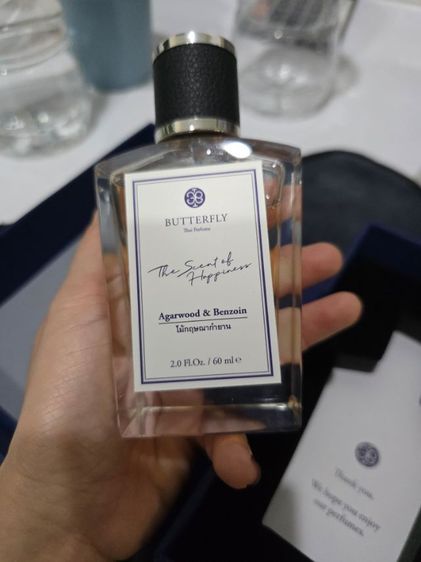 BUTTERFLY
Thai Perfume
The Scent of
Happiness
Agarwood & Benzoin
ไม้กฤษณากำยาน
2.0 Fl.Oz. / 60 ml ℮
Thank you.
We hope you enjoy
our perfumes.